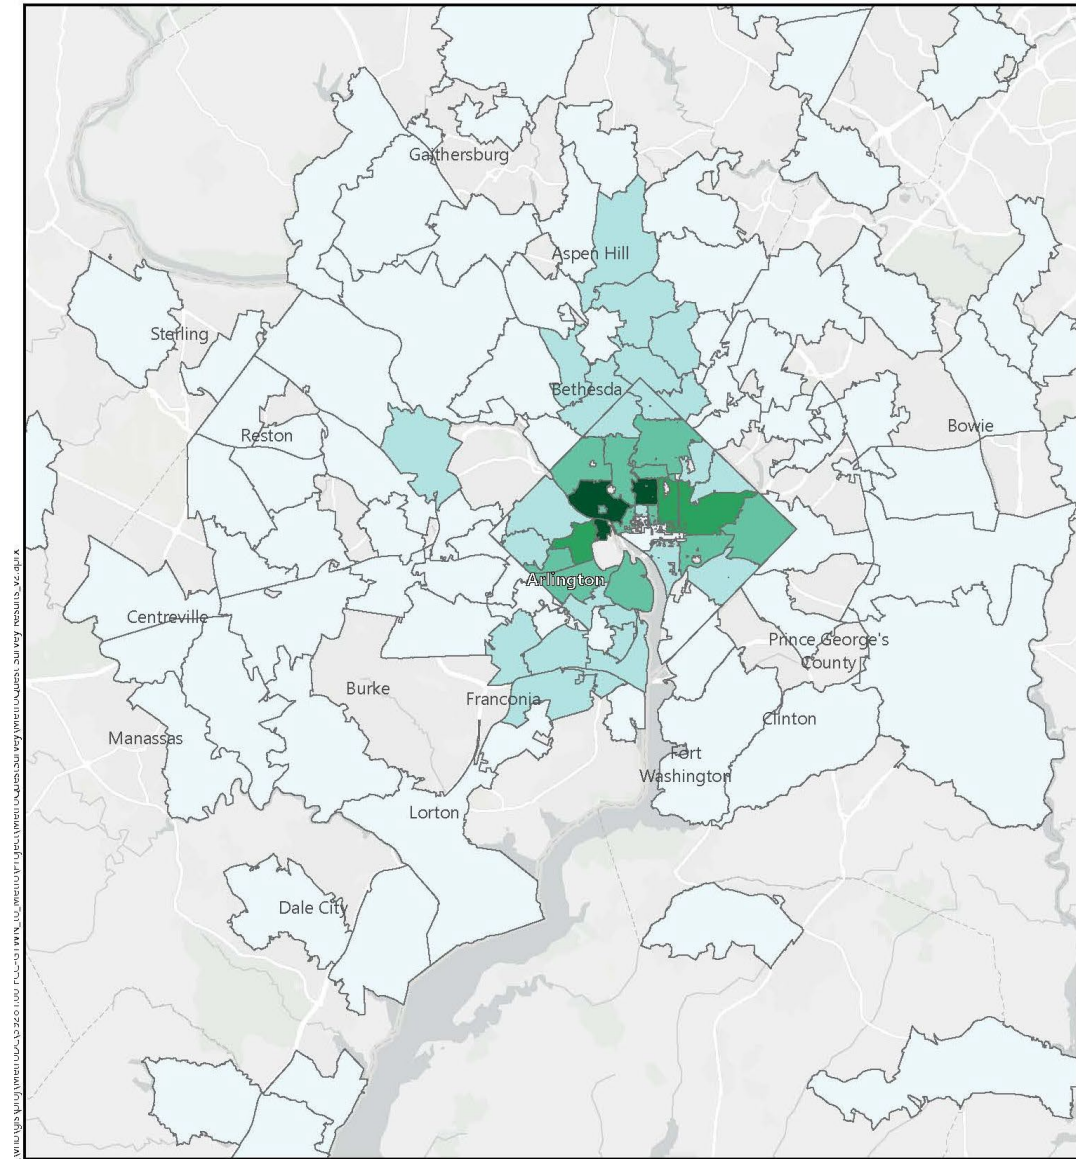 Gaithersburg
Aspen Hill
Sterling
Bethesda
Reston
Bowie
Arlington
Centreville
Prince George's
County
Burke
Franconia
Clinton
Manassas
Fort
Washington
Lorton
Dale City